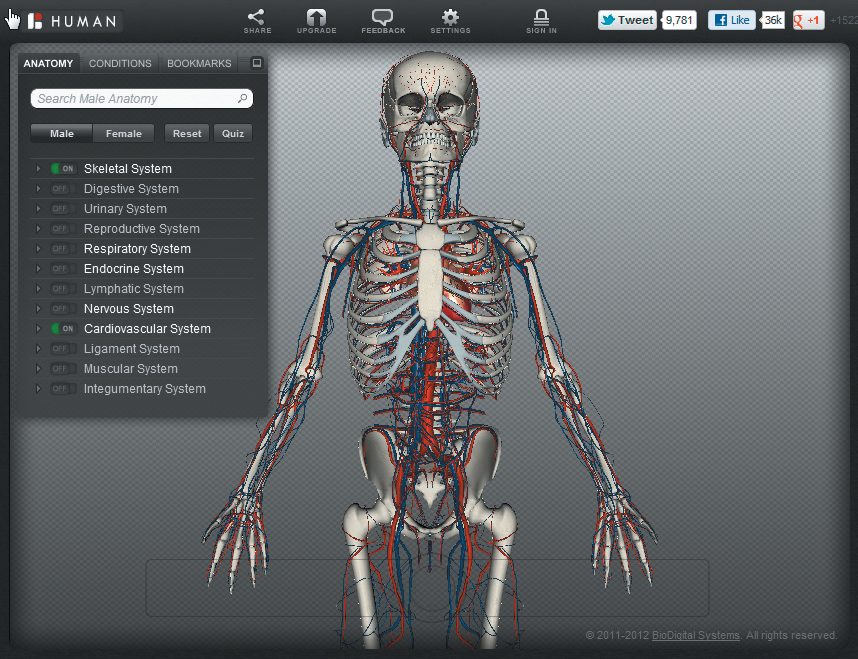 HUMAN
SHARE
UPGRADE
FEEDBACK
SETTINGS
SIGN IN
Tweet 9,781
Like 36k
g +1 +1522
ANATOMY CONDITIONS BOOKMARKS
Search Male Anatomy
Male Female Reset Quiz
ON Skeletal System
OFF Digestive System
OFF Urinary System
OFF Reproductive System
OFF Respiratory System
OFF Endocrine System
OFF Lymphatic System
OFF Nervous System
ON Cardiovascular System
OFF Ligament System
OFF Muscular System
OFF Integumentary System
© 2011-2012 BioDigital Systems. All rights reserved.